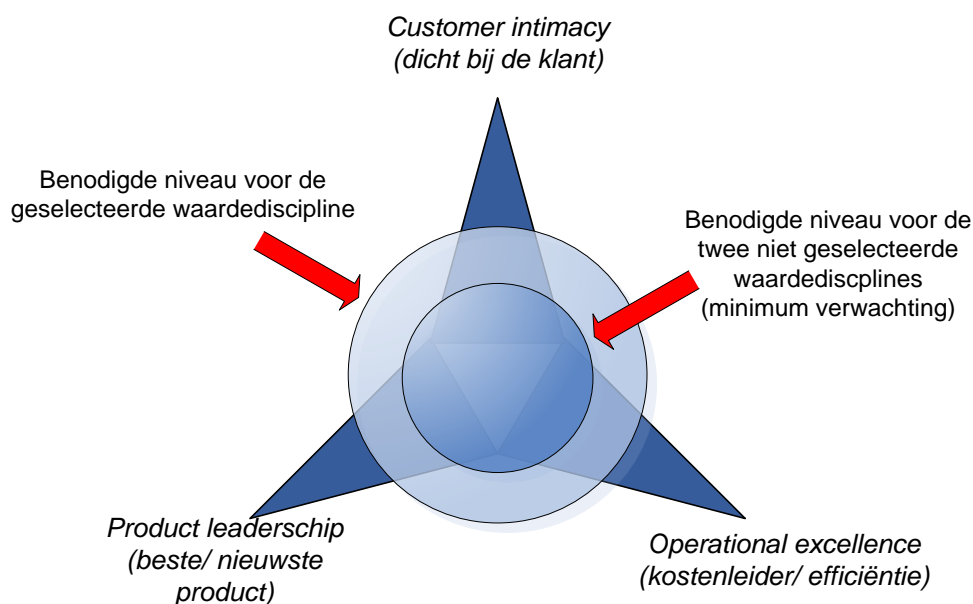 Customer intimacy
(dicht bij de klant)
Benodigde niveau voor de
geselecteerde waardediscipline
Benodigde niveau voor de
twee niet geselecteerde
waardediscplines
(minimum verwachting)
Product leaderschip
(beste/ nieuwste
product)
Operational excellence
(kostenleider/ efficiëntie)